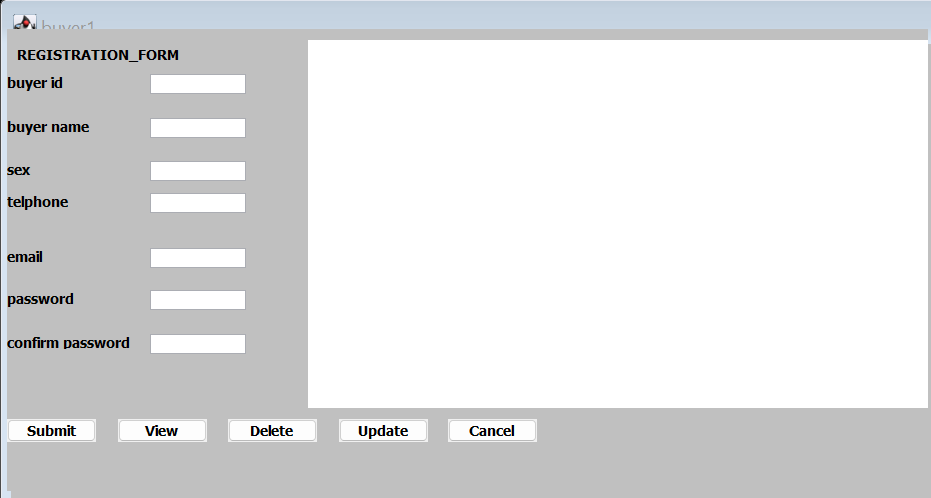 buyer1
REGISTRATION_FORM
buyer id
buyer name
sex
telphone
email
password
confirm password
Submit View Delete Update Cancel